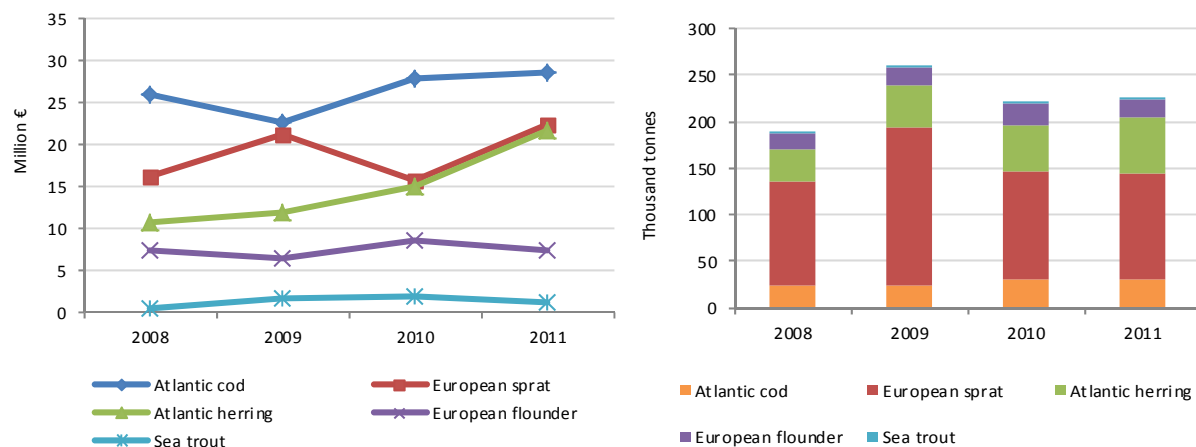 35
30
25
20
15
10
5
0
Million €
2008 2009 2010 2011
Atlantic cod European sprat
Atlantic herring European flounder
Sea trout
300
250
200
150
100
50
0
Thousand tonnes
2008 2009 2010 2011
Atlantic cod European sprat Atlantic herring
European flounder Sea trout